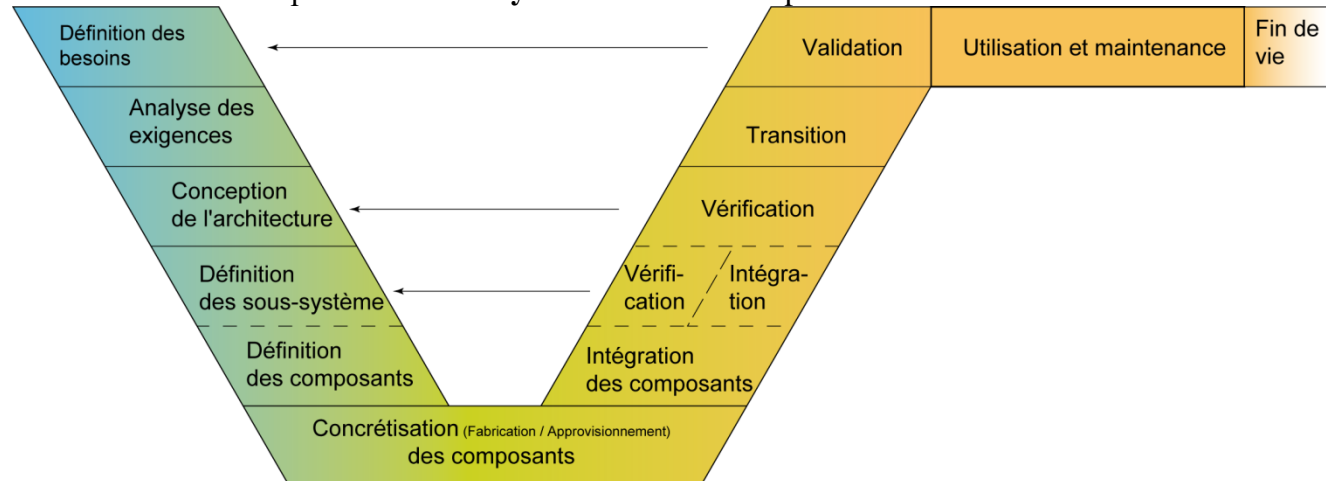 Définition des
besoins
Validation
Utilisation et maintenance
Fin de
vie
Analyse des
exigences
Transition
Conception
de l'architecture
Vérification
Définition
des sous-système
Vérifi-
cation
Intégra-
tion
Définition
des composants
Intégration
des composants
Concrétisation (Fabrication / Approvisionnement)
des composants